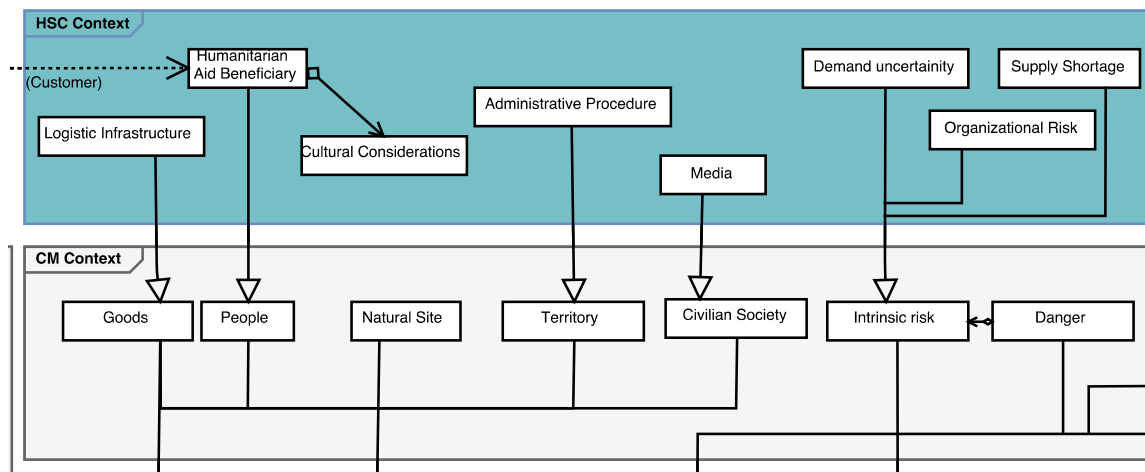 HSC Context
Humanitarian
Aid Beneficiary
(Customer)
Demand uncertainity
Supply Shortage
Administrative Procedure
Logistic Infrastructure
Organizational Risk
Cultural Considerations
Media
CM Context
Goods
People
Natural Site
Territory
Civilian Society
Intrinsic risk
Danger